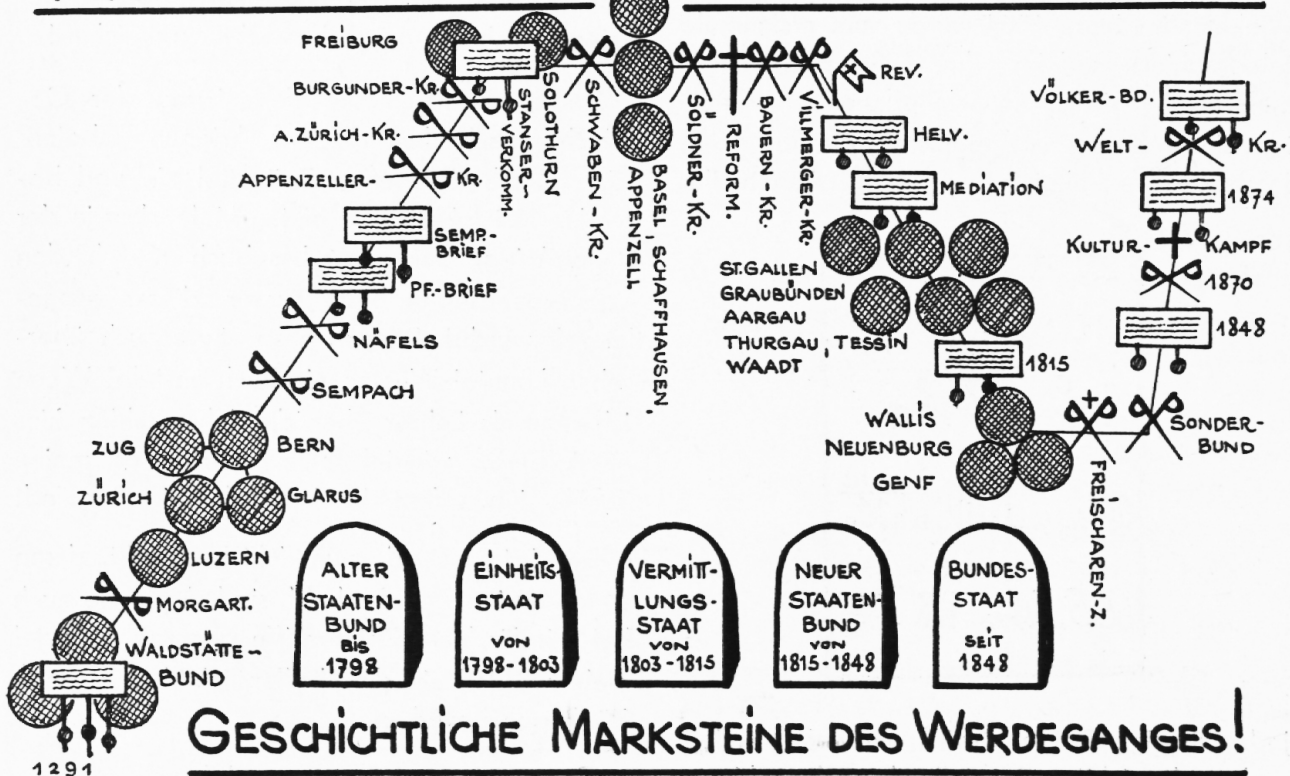 FREIBURG
BURGUNDER-KR.
A. ZÜRICH-KR.
APPENZELLER- KR.
SEMP.-
BRIEF
PF.-BRIEF
NÄFELS
SEMPACH
ZUG
BERN
ZÜRICH
GLARUS
LUZERN
MORGART.
WALDSTÄTTE-
BUND
1291
STANSER-
VERKOMM.
SOLOTHURN
SCHWABEN-KR.
BASEL, SCHAFFHAUSEN,
APPENZELL
SÖLDNER-KR.
REFORM.
BAUERN-KR.
VILLMERGER-KR.
REV.
HELV.
MEDIATION
ST.GALLEN
GRAUBÜNDEN
AARGAU
THURGAU, TESSIN
WAADT
1815
WALLIS
NEUENBURG
GENF
FREISCHAREN-Z.
SONDER-
BUND
1848
1870
KULTUR- KAMPF
1874
WELT- KR.
VÖLKER-BD.
ALTER
STAATEN-
BUND
BIS
1798
EINHEITS-
STAAT
VON
1798-1803
VERMITT-
LUNGS-
STAAT
VON
1803-1815
NEUER
STAATEN-
BUND
VON
1815-1848
BUNDES-
STAAT
SEIT
1848
GESCHICHTLICHE MARKSTEINE DES WERDEGANGES!